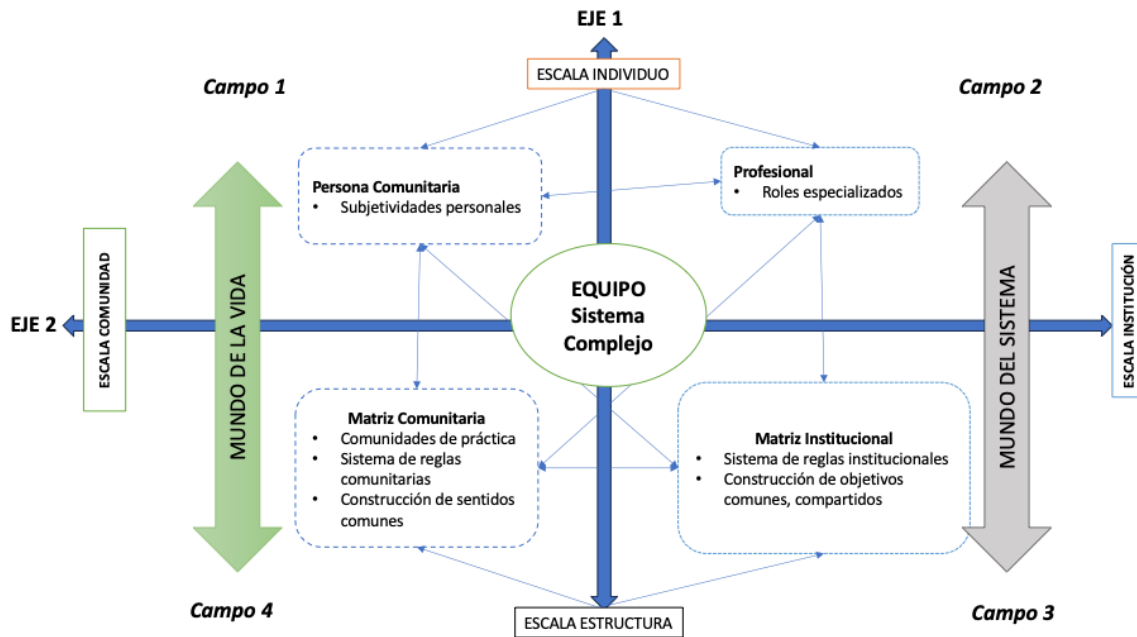 EJE 1
ESCALA INDIVIDUO
Campo 1
Campo 2
Persona Comunitaria
• Subjetividades personales
Profesional
• Roles especializados
EJE 2
ESCALA COMUNIDAD
MUNDO DE LA VIDA
EQUIPO
Sistema
Complejo
MUNDO DEL SISTEMA
ESCALA INSTITUCIÓN
Matriz Comunitaria
• Comunidades de práctica
• Sistema de reglas
comunitarias
• Construcción de sentidos
comunes
Matriz Institucional
• Sistema de reglas institucionales
• Construcción de objetivos
comunes, compartidos
Campo 4
Campo 3
ESCALA ESTRUCTURA